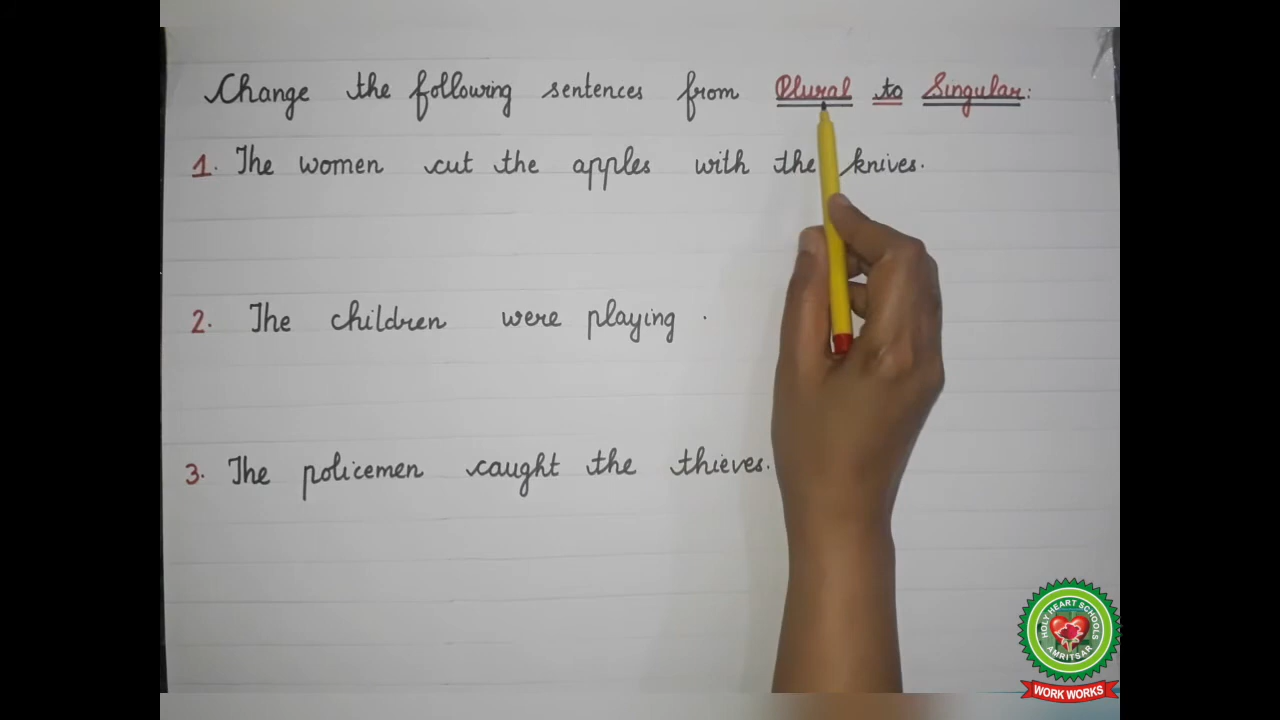 Change the following sentences from Plural to Singular:
1. The women cut the apples with the knives.
2. The children were playing.
3. The policemen caught the thieves.
HOLY HEART SCHOOLS
AMRITSAR
WORK WORKS